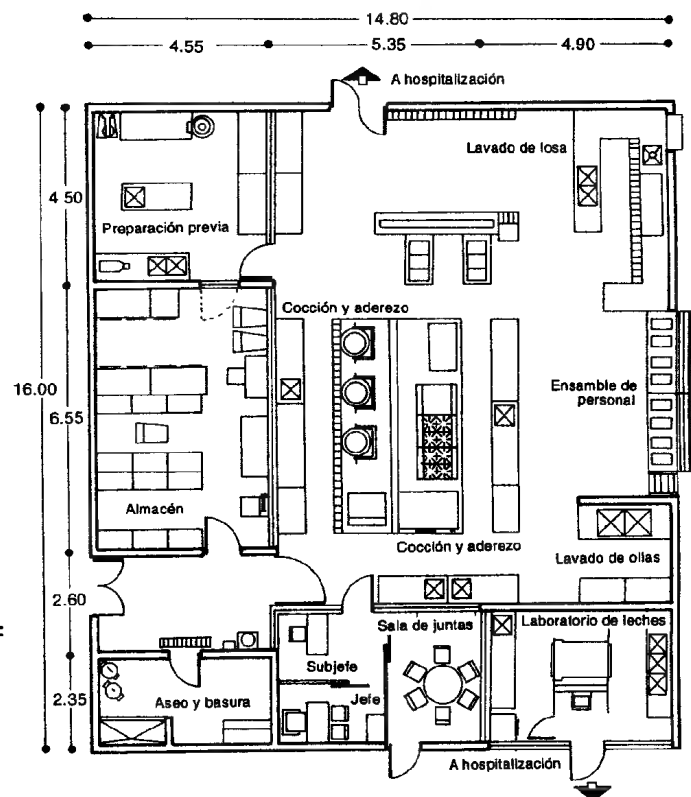 14.80
4.55
5.35
4.90
A hospitalización
Lavado de losa
4 50
Preparación previa
Cocción y aderezo
16.00
6.55
Ensamble de
personal
Almacén
Cocción y aderezo
Lavado de ollas
2.60
Sala de juntas
Laboratorio de leches
Subjefe
Jefe
2.35
Aseo y basura
A hospitalización